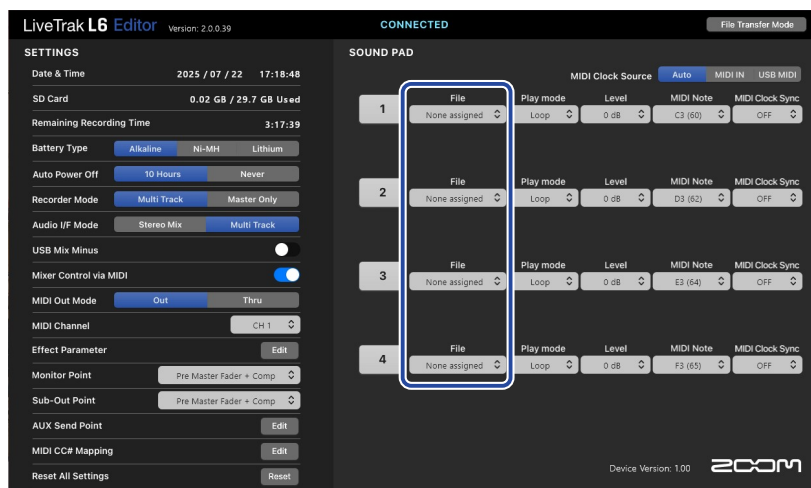 LiveTrak L6 Editor Version: 2.0.0.39 CONNECTED File Transfer Mode
SETTINGS
Date & Time 2025 / 07 / 22 17:18:48
SD Card 0.02 GB / 29.7 GB Used
Remaining Recording Time 3:17:39
Battery Type Alkaline Ni-MH Lithium
Auto Power Off 10 Hours Never
Recorder Mode Multi Track Master Only
Audio I/F Mode Stereo Mix Multi Track
USB Mix Minus
Mixer Control via MIDI
MIDI Out Mode Out Thru
MIDI Channel CH 1
Effect Parameter Edit
Monitor Point Pre Master Fader + Comp
Sub-Out Point Pre Master Fader + Comp
AUX Send Point Edit
MIDI CC# Mapping Edit
Reset All Settings Reset
SOUND PAD
MIDI Clock Source Auto MIDI IN USB MIDI
File Play mode Level MIDI Note MIDI Clock Sync
1 None assigned Loop 0 dB C3 (60) OFF
File Play mode Level MIDI Note MIDI Clock Sync
2 None assigned Loop 0 dB D3 (62) OFF
File Play mode Level MIDI Note MIDI Clock Sync
3 None assigned Loop 0 dB E3 (64) OFF
File Play mode Level MIDI Note MIDI Clock Sync
4 None assigned Loop 0 dB F3 (65) OFF
Device Version: 1.00 ZOOM